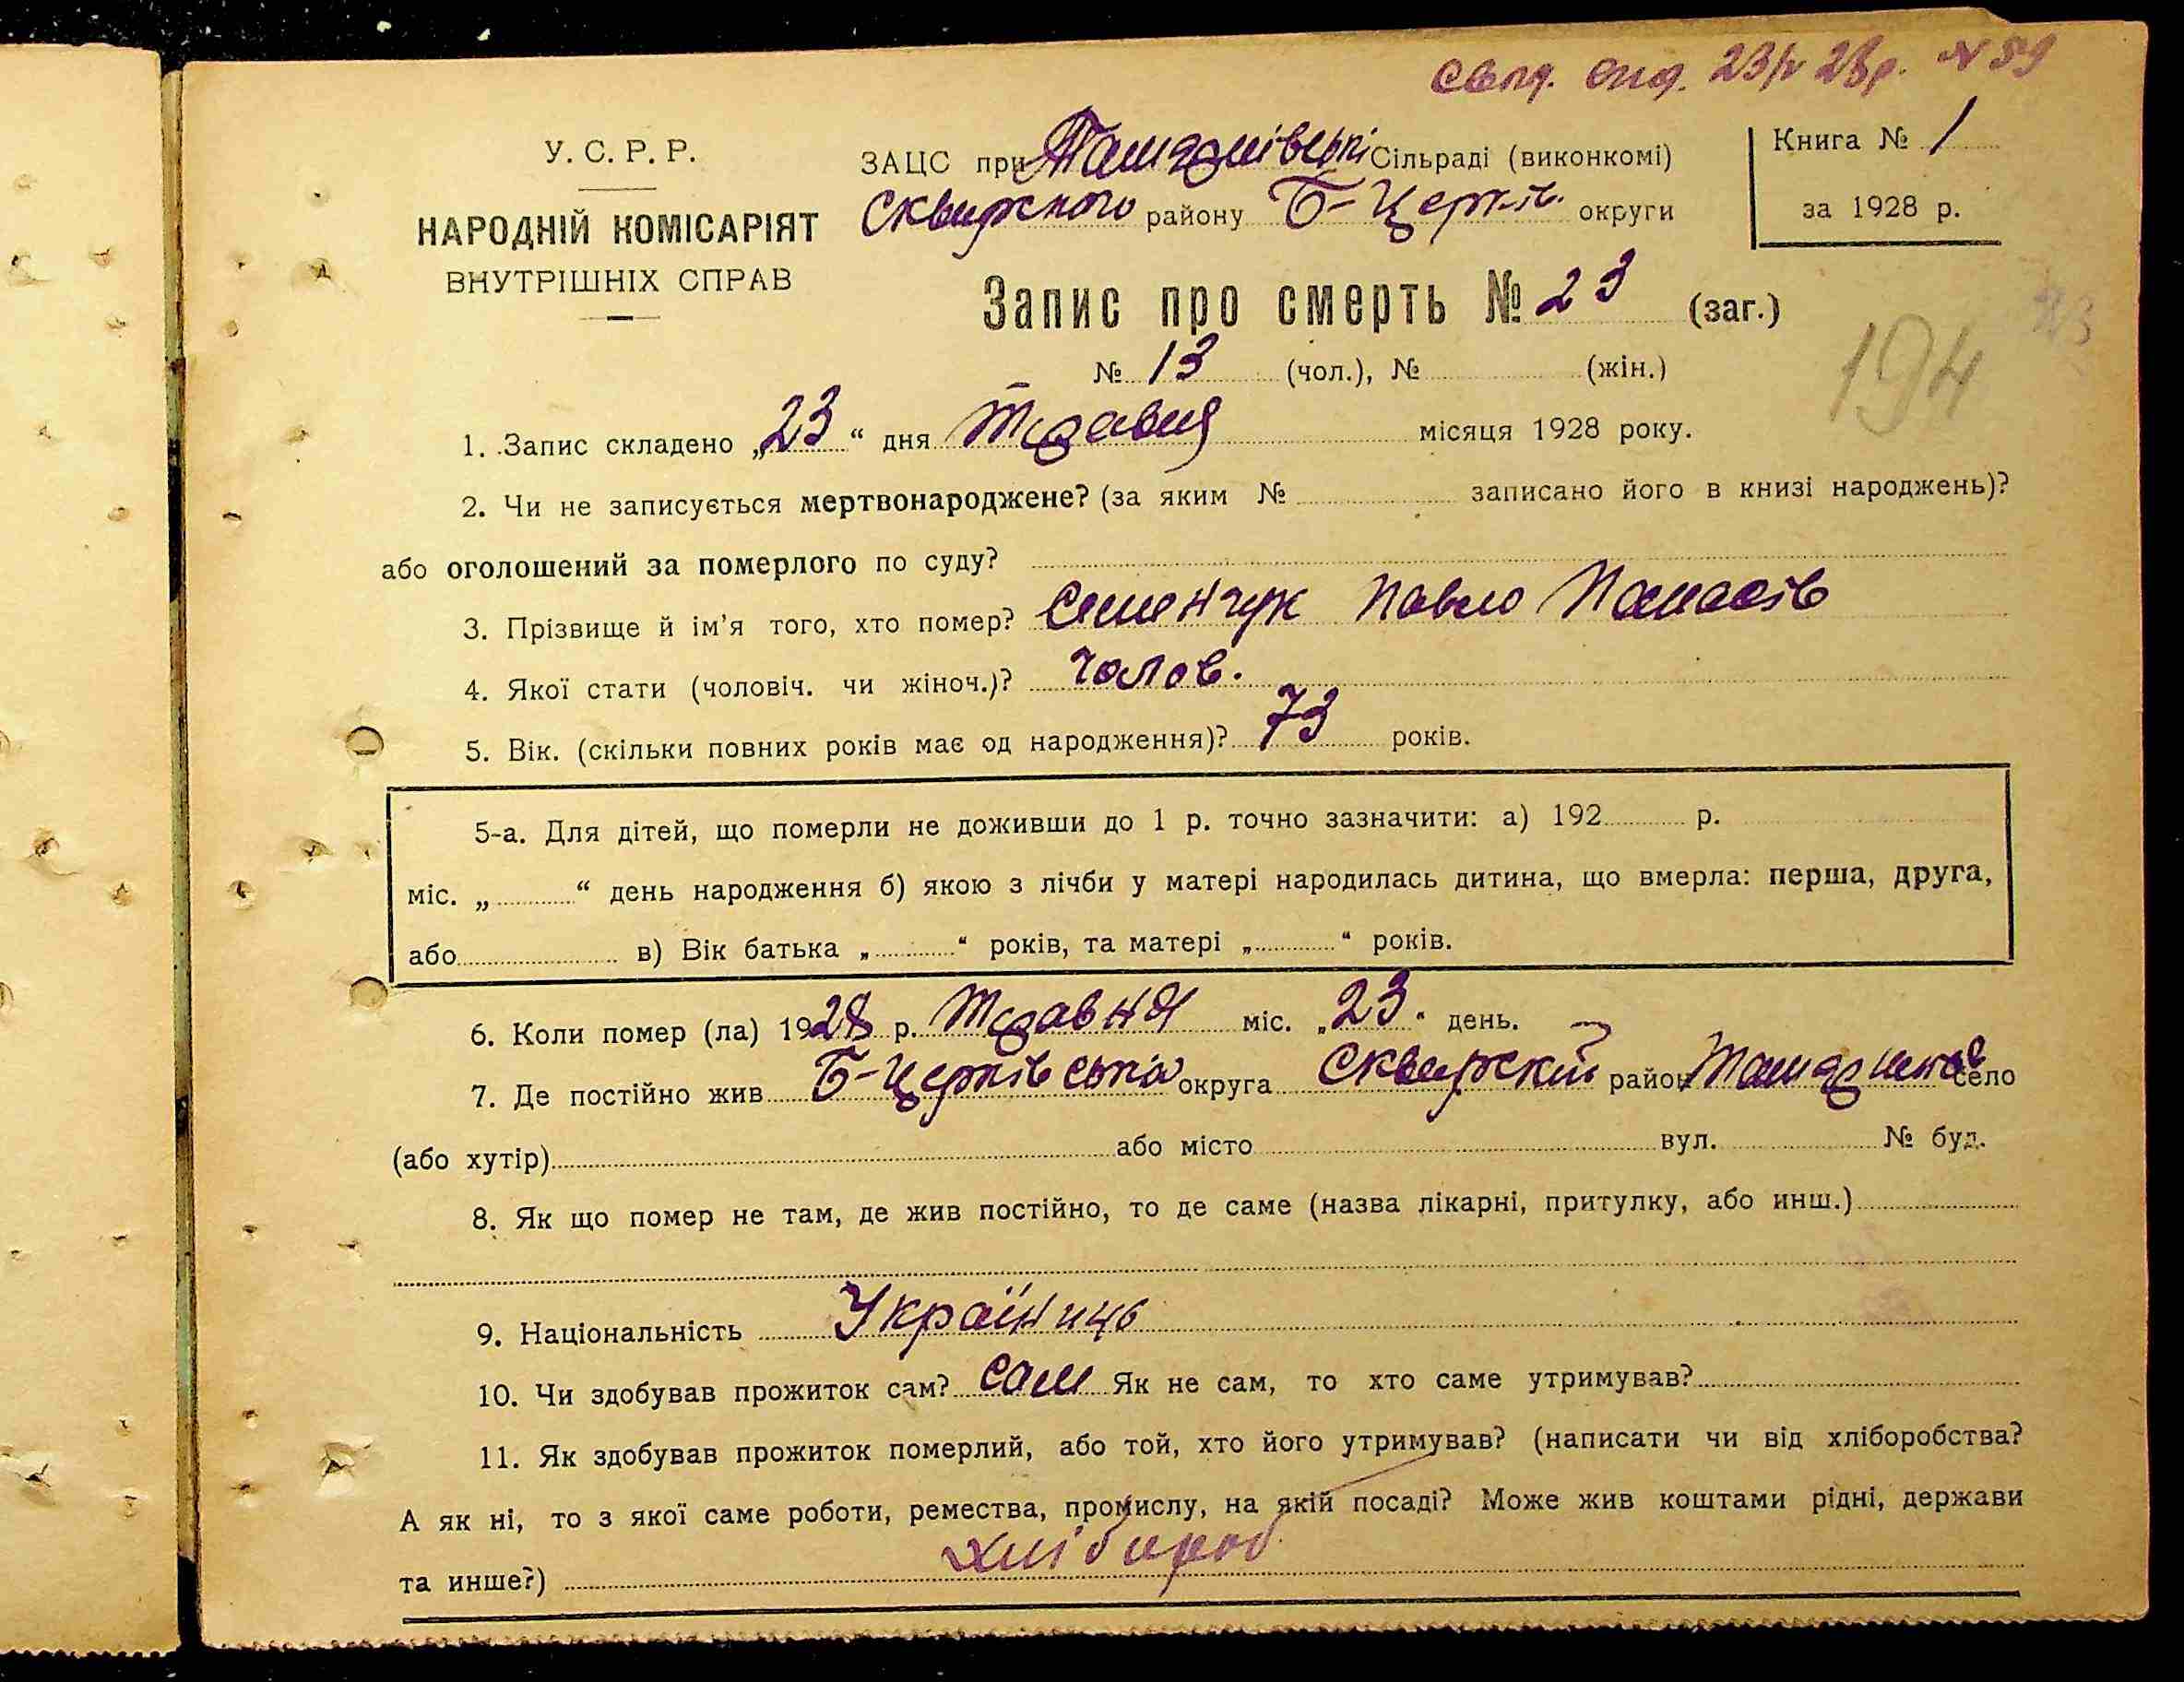 23/V 28р. № 59
У. С. Р. Р.
НАРОДНІЙ КОМІСАРІЯТ
ВНУТРІШНІХ СПРАВ
ЗАЦС при Сільраді (виконкомі)
Сквирского району Б-Церків. округи
Книга № 1
за 1928 р.
Запис про смерть № 23 (заг.)
23
№ 13 (чол.), № (жін.)
194
1. Запис складено „23“ дня Травня місяця 1928 року.
2. Чи не записується мертвонароджене? (за яким № записано його в книзі народжень)?
або оголошений за померлого по суду?
3. Прізвище й ім'я того, хто помер? Семенчук Павло Панасів
4. Якої стати (чоловіч. чи жіноч.)? Чолов.
5. Вік. (скільки повних років має од народження)? 73 років.
5-а. Для дітей, що померли не доживши до 1 р. точно зазначити: а) 192 р.
міс. „ “ день народження б) якою з лічби у матері народилась дитина, що вмерла: перша, друга,
або в) Вік батька „ “ років, та матері „ “ років.
6. Коли помер (ла) 1928 р. Травня міс. „23“ день.
7. Де постійно жив Б-Церківська округа Сквирский район село
(або хутір) або місто вул. № буд.
8. Як що помер не там, де жив постійно, то де саме (назва лікарні, притулку, або инш.)
9. Національність Українць
10. Чи здобував прожиток сам? сам Як не сам, то хто саме утримував?
11. Як здобував прожиток померлий, або той, хто його утримував? (написати чи від хліборобства?
А як ні, то з якої саме роботи, ремества, промислу, на якій посаді? Може жив коштами рідні, держави
та инше?) хлібороб